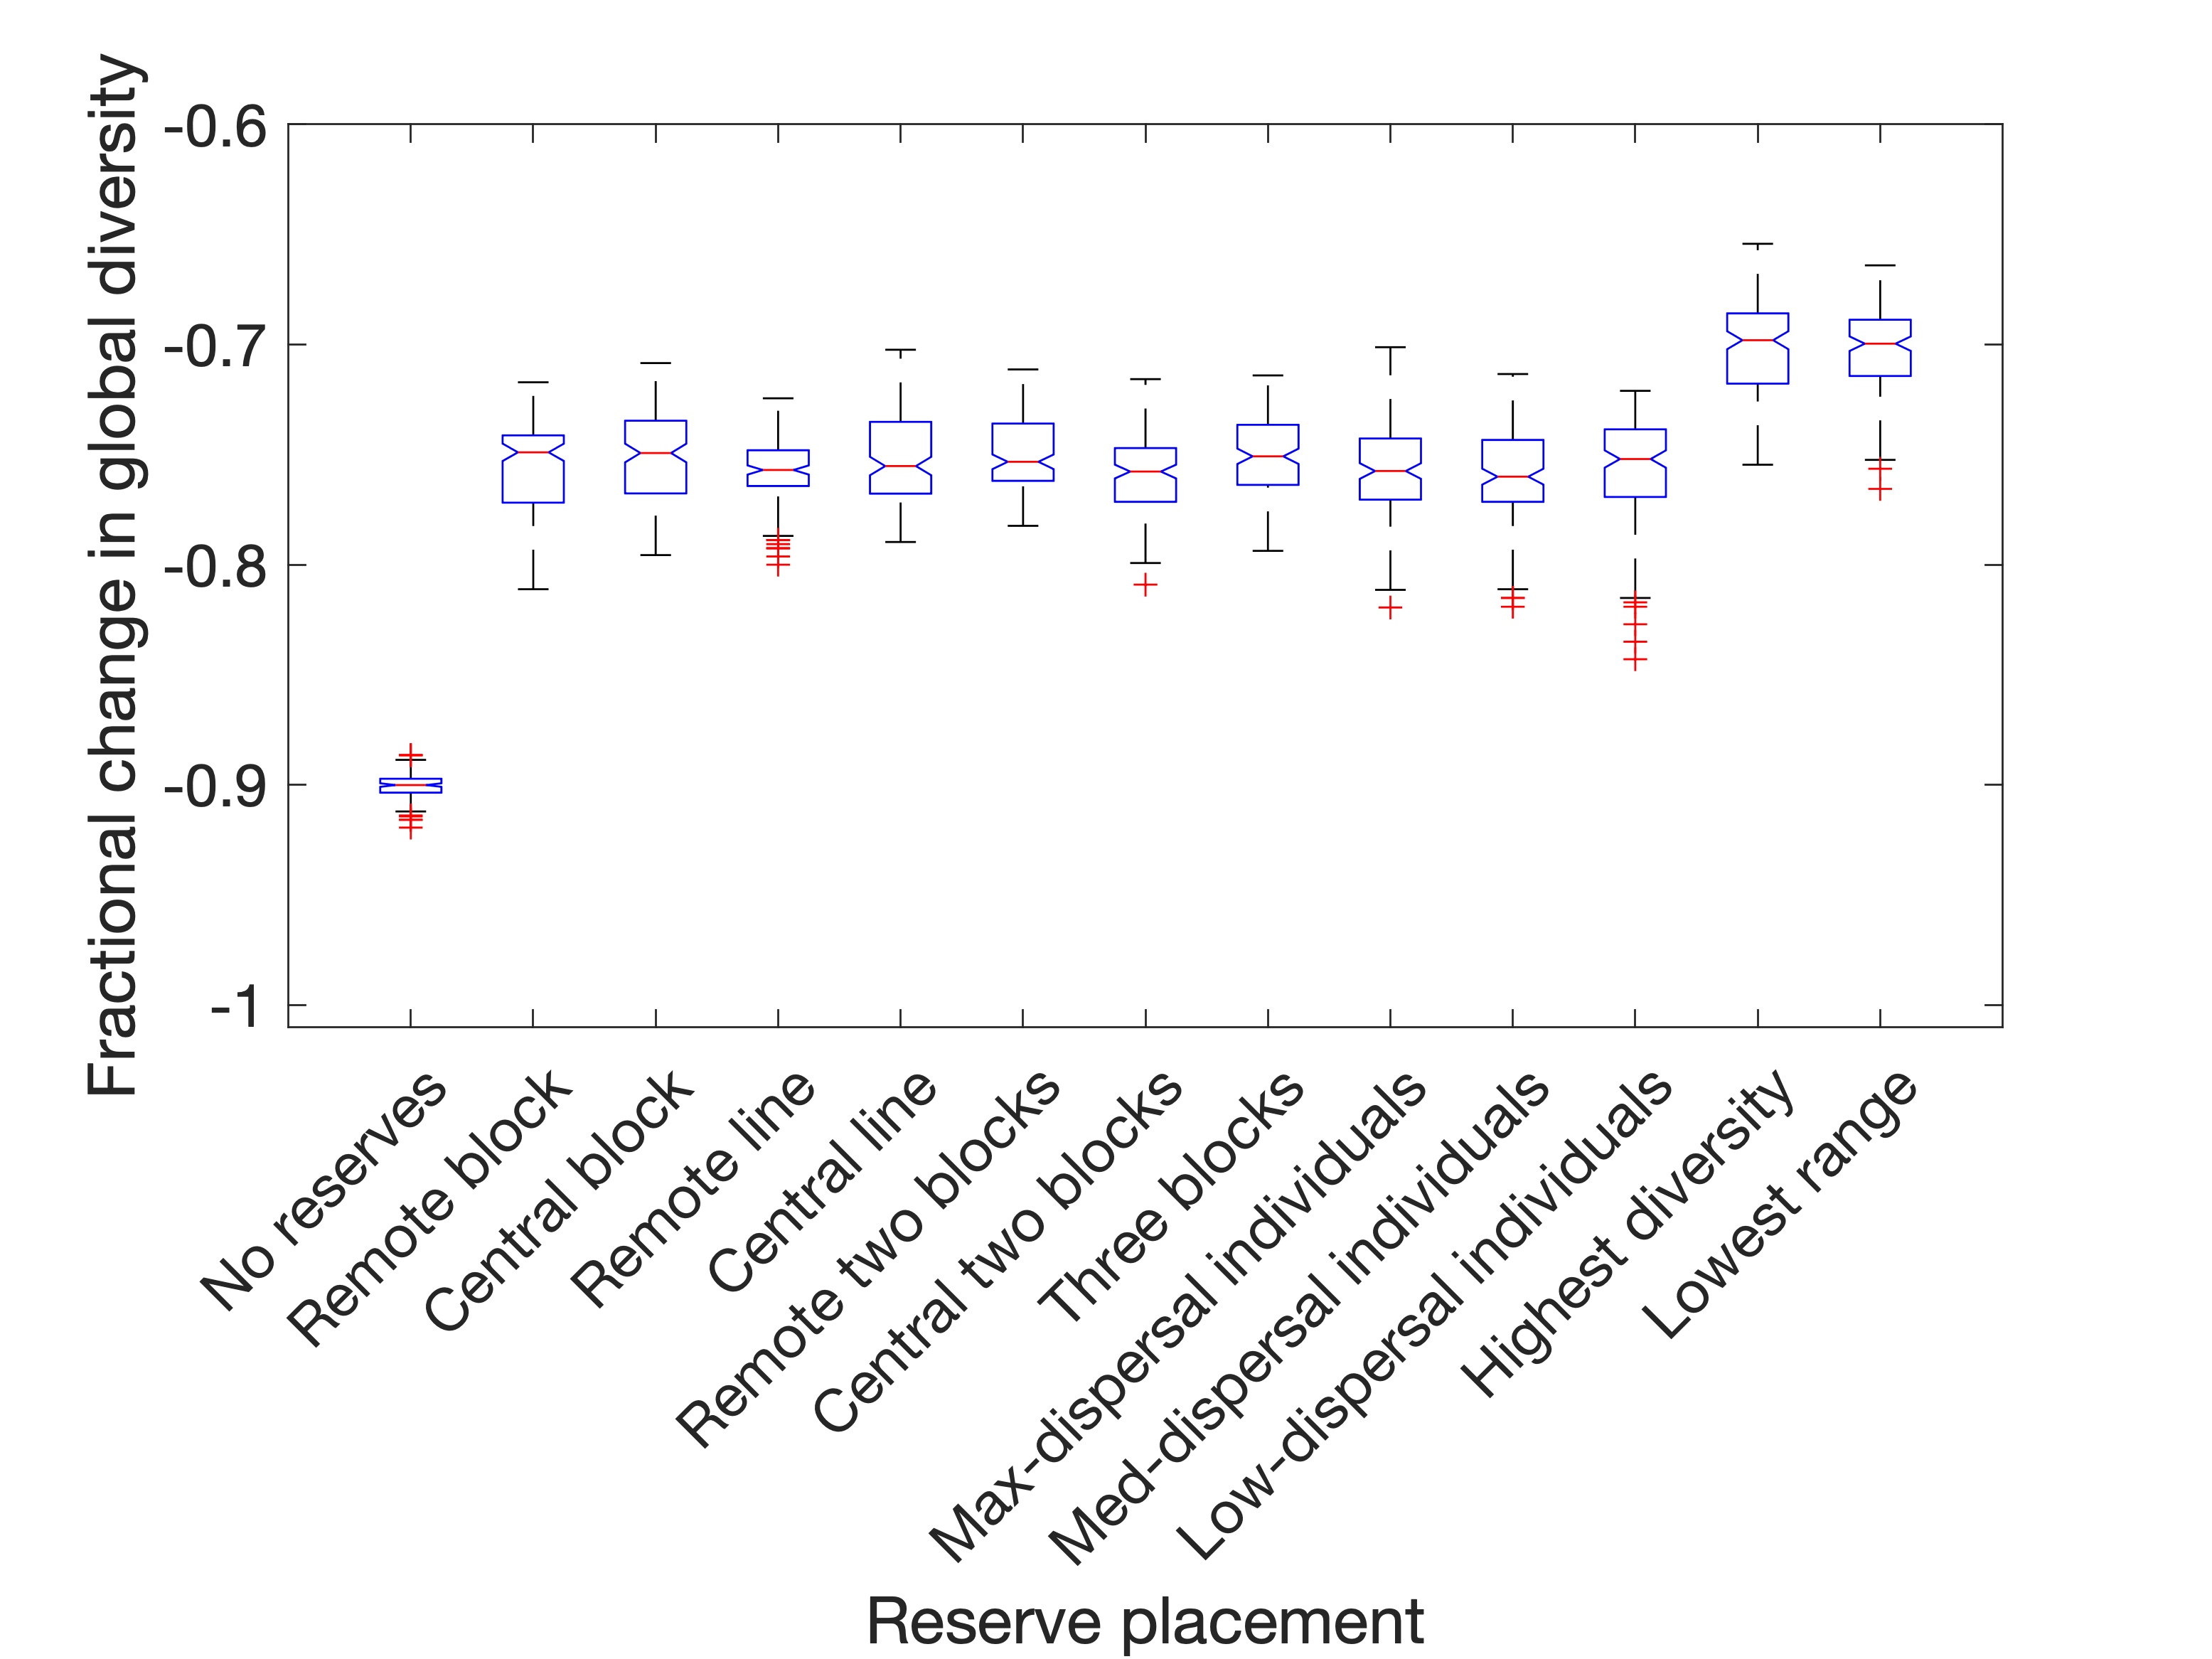 Fractional change in global diversity
-0.6
-0.7
-0.8
-0.9
-1
No reserves
Remote block
Central block
Remote line
Central line
Remote two blocks
Central two blocks
Three blocks
Max-dispersal individuals
Med-dispersal individuals
Low-dispersal individuals
Highest diversity
Lowest range
Reserve placement